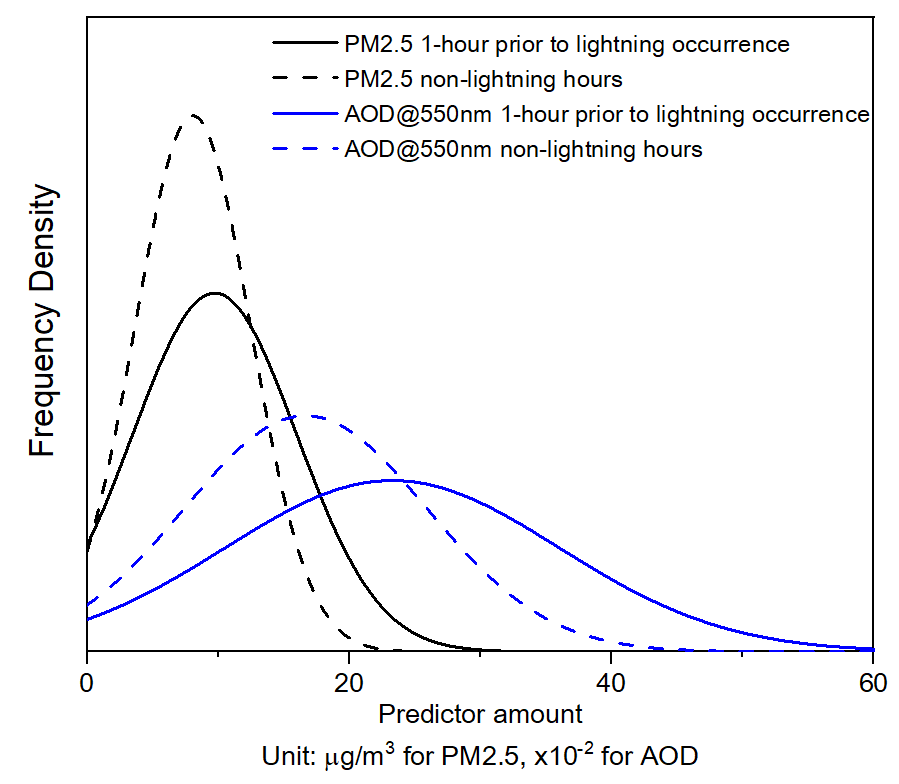 PM2.5 1-hour prior to lightning occurrence
PM2.5 non-lightning hours
AOD@550nm 1-hour prior to lightning occurrence
AOD@550nm non-lightning hours
Frequency Density
0 20 40 60
Predictor amount
Unit: μg/m³ for PM2.5, x10⁻² for AOD